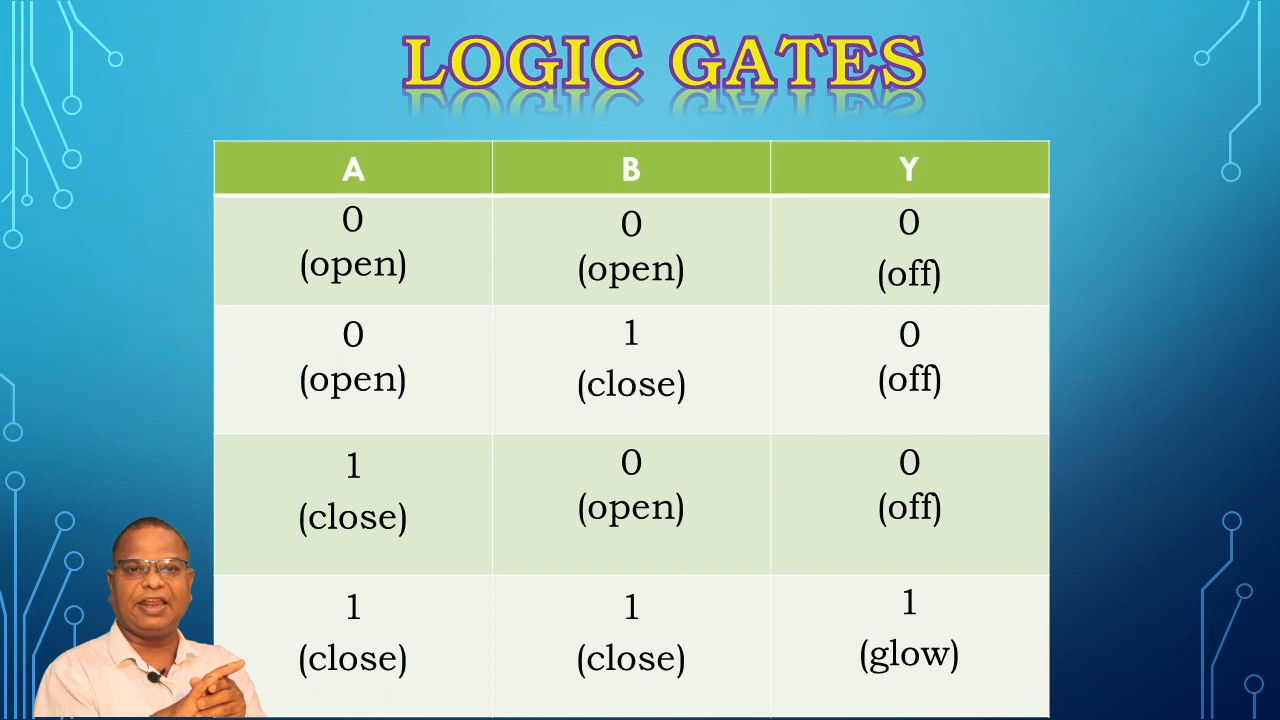 LOGIC GATES
A B Y
0 0 0
(open) (open) (off)
0 1 0
(open) (close) (off)
1 0 0
(close) (open) (off)
1 1 1
(close) (close) (glow)